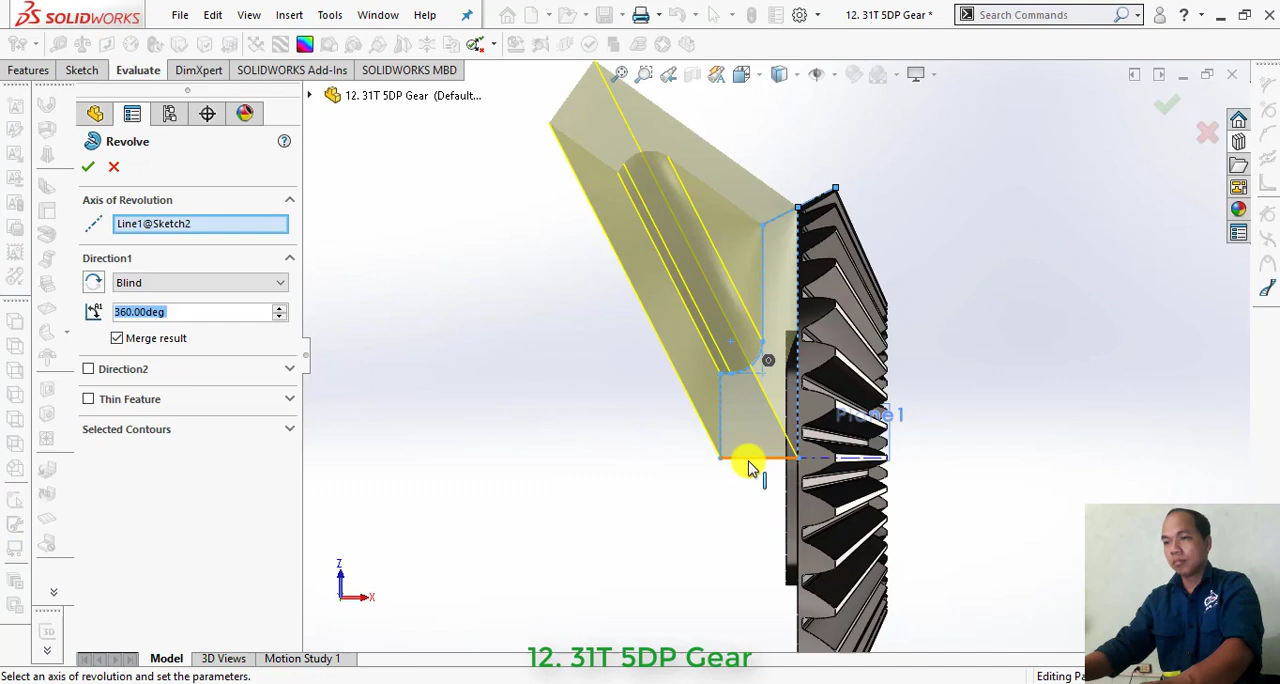 SOLIDWORKS File Edit View Insert Tools Window Help 12. 31T 5DP Gear * Search Commands ?
Features Sketch Evaluate DimXpert SOLIDWORKS Add-Ins SOLIDWORKS MBD
12. 31T 5DP Gear (Default...
Revolve
Axis of Revolution
Line1@Sketch2
Direction1
Blind
360.00deg
Merge result
Direction2
Thin Feature
Selected Contours
Plane1
Z
X
3D
12. 31T 5DP Gear
Model 3D Views Motion Study 1
Select an axis of revolution and set the parameters. Editing Pa